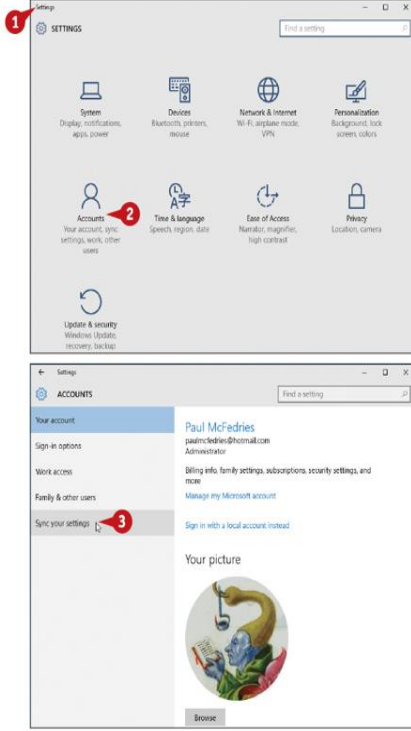 1
Settings
SETTINGS
Find a setting
System
Display, notifications,
apps, power
Devices
Bluetooth, printers,
mouse
Network & Internet
Wi-Fi, airplane mode,
VPN
Personalization
Background, lock
screen, colors
Accounts
2
Your account, sync
settings, work, other
users
Time & language
Speech, region, date
Ease of Access
Narrator, magnifier,
high contrast
Privacy
Location, camera
Update & security
Windows Update,
recovery, backup
Settings
ACCOUNTS
Find a setting
Your account
Sign-in options
Work access
Family & other users
Sync your settings
3
Paul McFedries
paulmcfedries@hotmail.com
Administrator
Billing info, family settings, subscriptions, security settings, and
more
Manage my Microsoft account
Sign in with a local account instead
Your picture
Browse